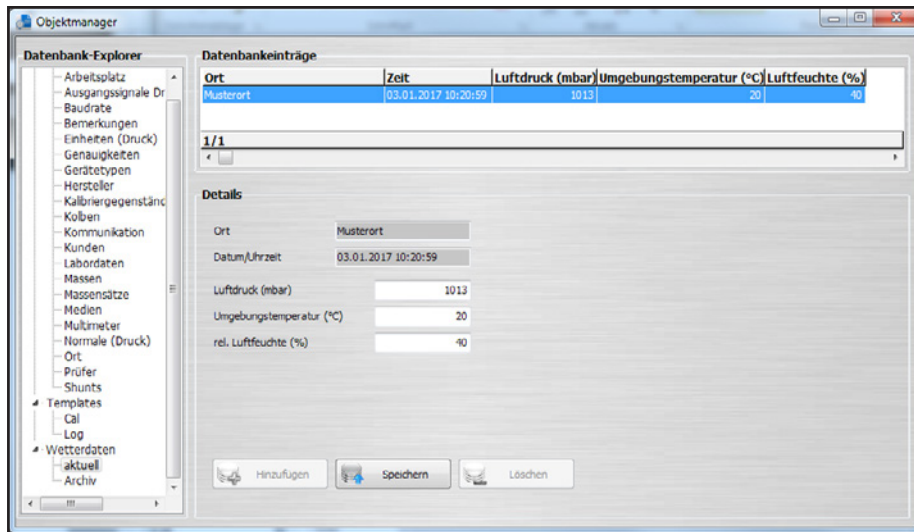 Objektmanager
Datenbank-Explorer
Arbeitsplatz
Ausgangssignale Dr
Baudrate
Bemerkungen
Einheiten (Druck)
Genauigkeiten
Gerätetypen
Hersteller
Kalibriergegenstänc
Kolben
Kommunikation
Kunden
Labordaten
Massen
Massensätze
Medien
Multimeter
Normale (Druck)
Ort
Prüfer
Shunts
Templates
Cal
Log
Wetterdaten
aktuell
Archiv
Datenbankeinträge
Ort Zeit Luftdruck (mbar) Umgebungstemperatur (°C) Luftfeuchte (%)
Musterort 03.01.2017 10:20:59 1013 20 40
1/1
Details
Ort Musterort
Datum/Uhrzeit 03.01.2017 10:20:59
Luftdruck (mbar) 1013
Umgebungstemperatur (°C) 20
rel. Luftfeuchte (%) 40
Hinzufügen Speichern Löschen